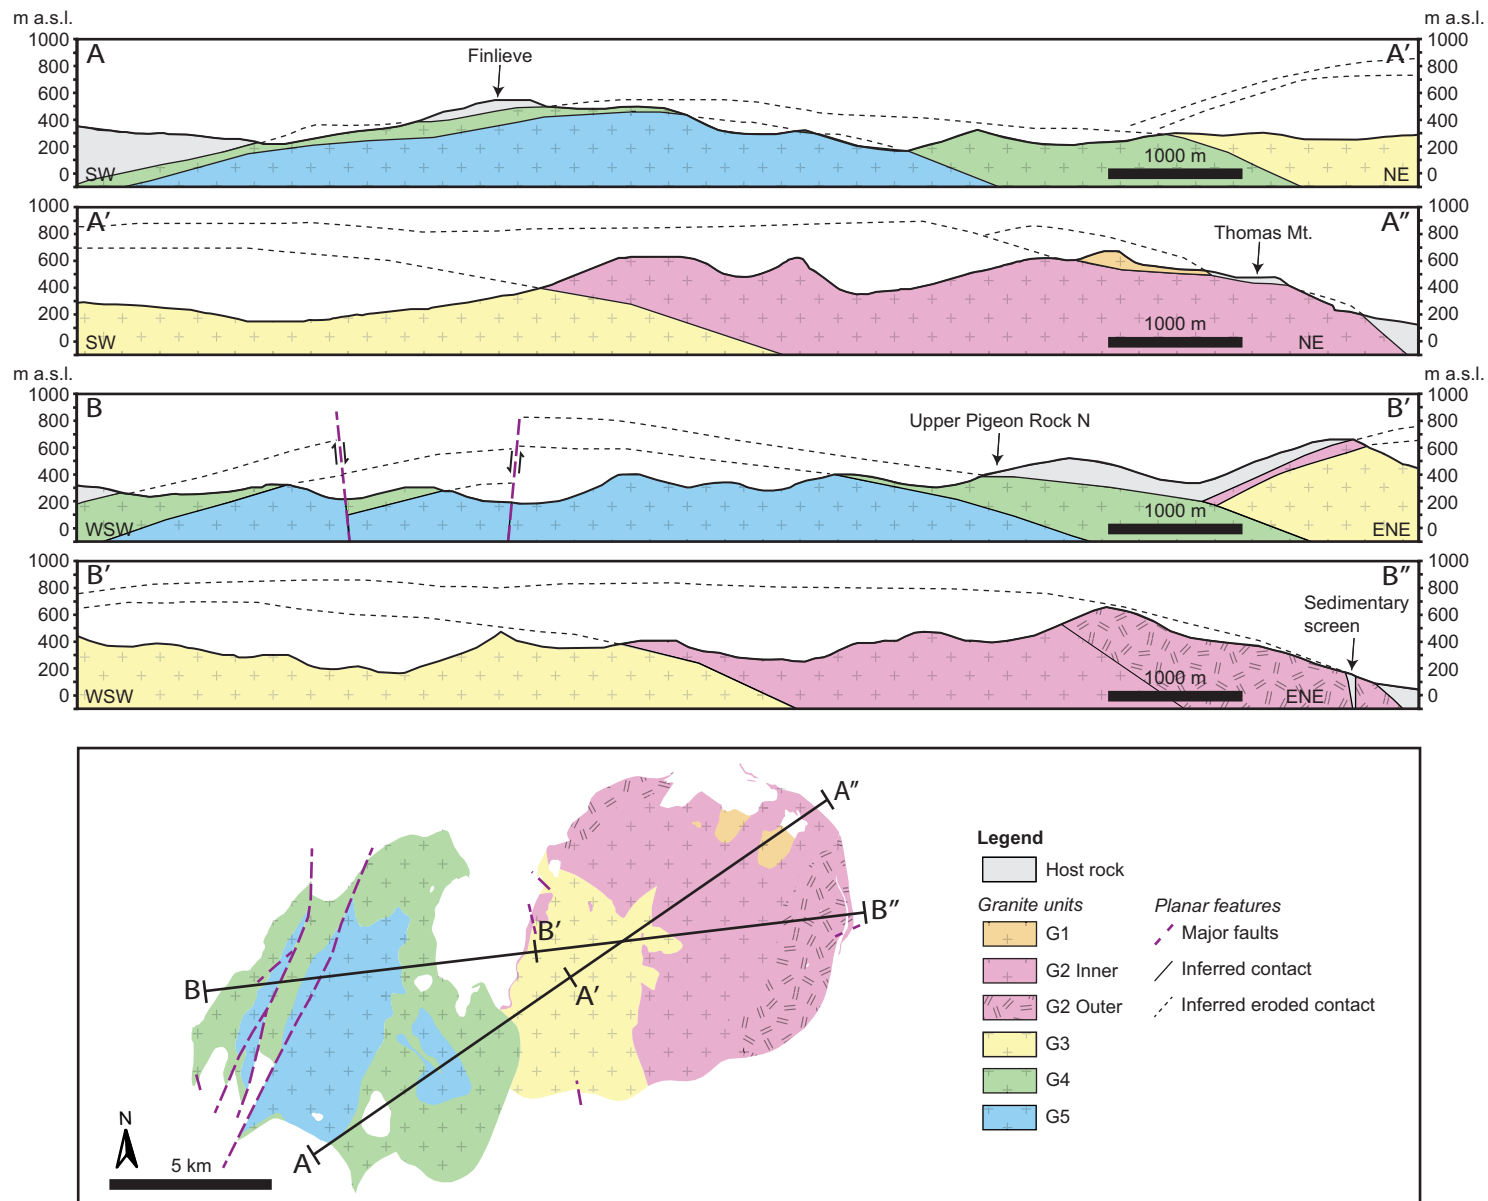 m a.s.l.
m a.s.l.
A
Finlieve
A′
1000
800
600
400
200
0
1000
800
600
400
200
0
SW
1000 m
NE
A′
A″
Thomas Mt.
1000
800
600
400
200
0
1000
800
600
400
200
0
SW
1000 m
NE
m a.s.l.
m a.s.l.
B
Upper Pigeon Rock N
B′
1000
800
600
400
200
0
1000
800
600
400
200
0
WSW
1000 m
ENE
B′
B″
Sedimentary
screen
1000
800
600
400
200
0
1000
800
600
400
200
0
WSW
1000 m
ENE
A″
B″
B′
A′
B
A
N
5 km
Legend
Host rock
Granite units
G1
G2 Inner
G2 Outer
G3
G4
G5
Planar features
Major faults
Inferred contact
Inferred eroded contact